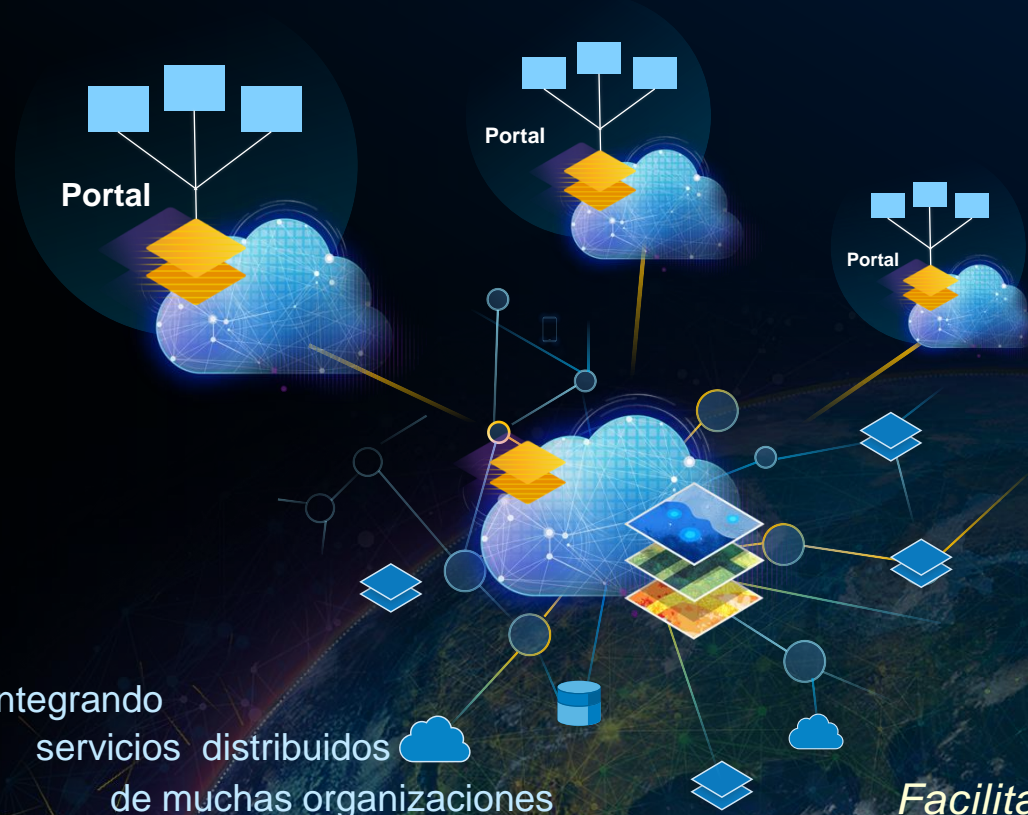 Portal
Portal
Portal
ntegrando
servicios distribuidos
de muchas organizaciones
Facilita